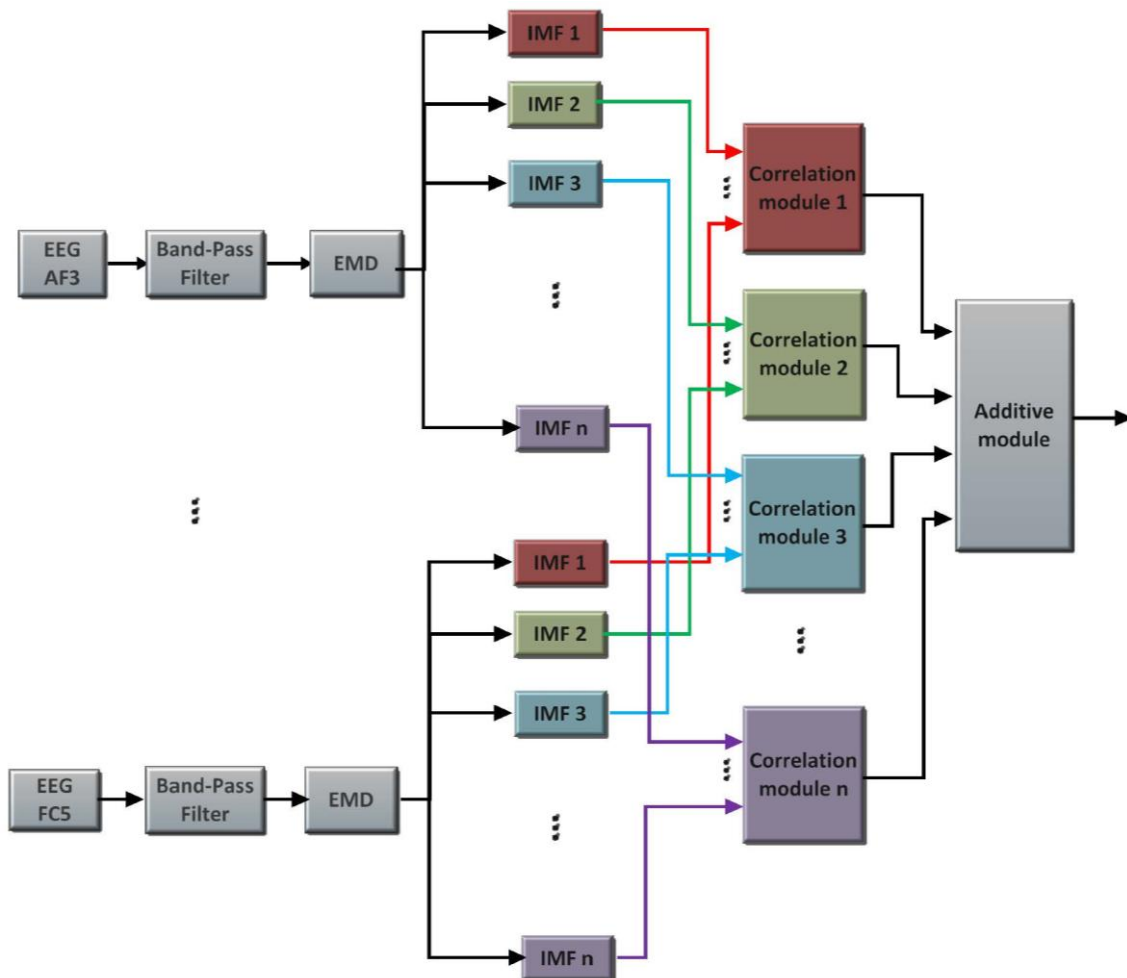 IMF 1
IMF 2
IMF 3
EEG
AF3
Band-Pass
Filter
EMD
IMF n
IMF 1
IMF 2
IMF 3
EEG
FC5
Band-Pass
Filter
EMD
IMF n
Correlation
module 1
Correlation
module 2
Correlation
module 3
Correlation
module n
Additive
module